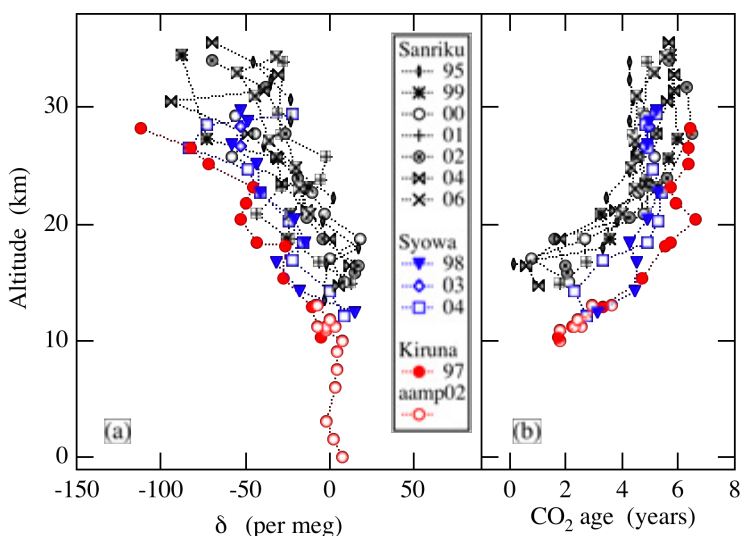 Altitude (km)
30
20
10
0
-150
-100
-50
0
50
δ (per meg)
(a)
Sanriku
95
99
00
01
02
04
06
Syowa
98
03
04
Kiruna
97
aamp02
(b)
0
2
4
6
8
CO₂ age (years)